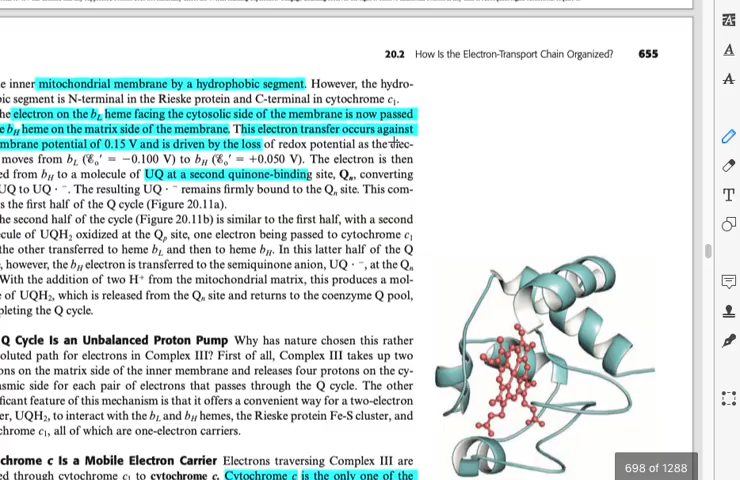 20.2 How Is the Electron-Transport Chain Organized? 655
e inner mitochondrial membrane by a hydrophobic segment. However, the hydro-
bic segment is N-terminal in the Rieske protein and C-terminal in cytochrome c₁.
he electron on the b_L heme facing the cytosolic side of the membrane is now passed
e b_H heme on the matrix side of the membrane. This electron transfer occurs against
mbrane potential of 0.15 V and is driven by the loss of redox potential as the elec-
moves from b_L (ℰₒ′ = −0.100 V) to b_H (ℰₒ′ = +0.050 V). The electron is then
ed from b_H to a molecule of UQ at a second quinone-binding site, Qₙ, converting
UQ to UQ · ⁻. The resulting UQ · ⁻ remains firmly bound to the Qₙ site. This com-
s the first half of the Q cycle (Figure 20.11a).
he second half of the cycle (Figure 20.11b) is similar to the first half, with a second
cule of UQH₂ oxidized at the Qₚ site, one electron being passed to cytochrome c₁
the other transferred to heme b_L and then to heme b_H. In this latter half of the Q
, however, the b_H electron is transferred to the semiquinone anion, UQ · ⁻, at the Qₙ
With the addition of two H⁺ from the mitochondrial matrix, this produces a mol-
e of UQH₂, which is released from the Qₙ site and returns to the coenzyme Q pool,
pleting the Q cycle.
Q Cycle Is an Unbalanced Proton Pump Why has nature chosen this rather
oluted path for electrons in Complex III? First of all, Complex III takes up two
ons on the matrix side of the inner membrane and releases four protons on the cy-
asmic side for each pair of electrons that passes through the Q cycle. The other
ficant feature of this mechanism is that it offers a convenient way for a two-electron
er, UQH₂, to interact with the b_L and b_H hemes, the Rieske protein Fe-S cluster, and
chrome c₁, all of which are one-electron carriers.
chrome c Is a Mobile Electron Carrier Electrons traversing Complex III are
ed through cytochrome c₁ to cytochrome c. Cytochrome c is the only one of the
698 of 1288